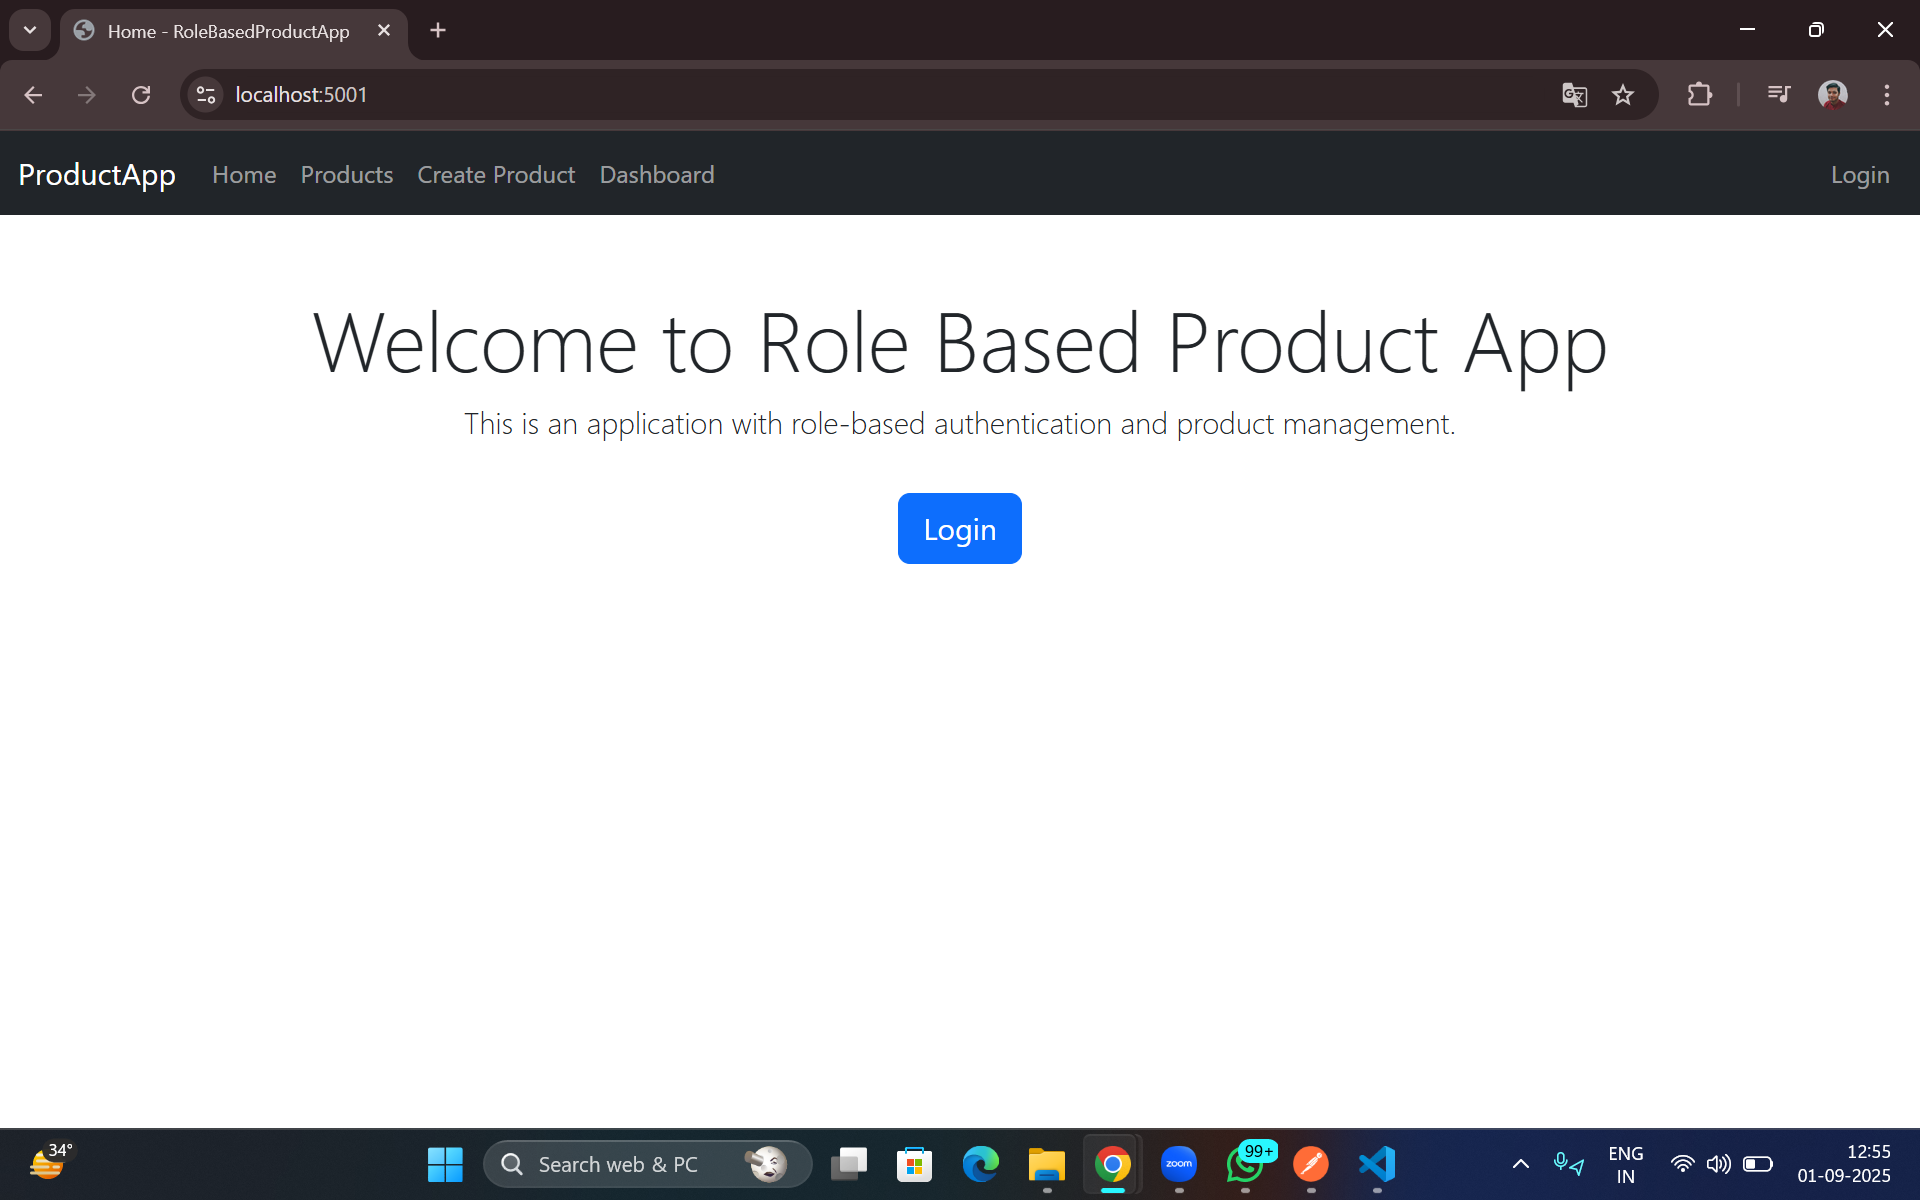 Home - RoleBasedProductApp
localhost:5001
ProductApp Home Products Create Product Dashboard Login
Welcome to Role Based Product App
This is an application with role-based authentication and product management.
Login
34°
Search web & PC
zoom
99+
ENG
IN
12:55
01-09-2025